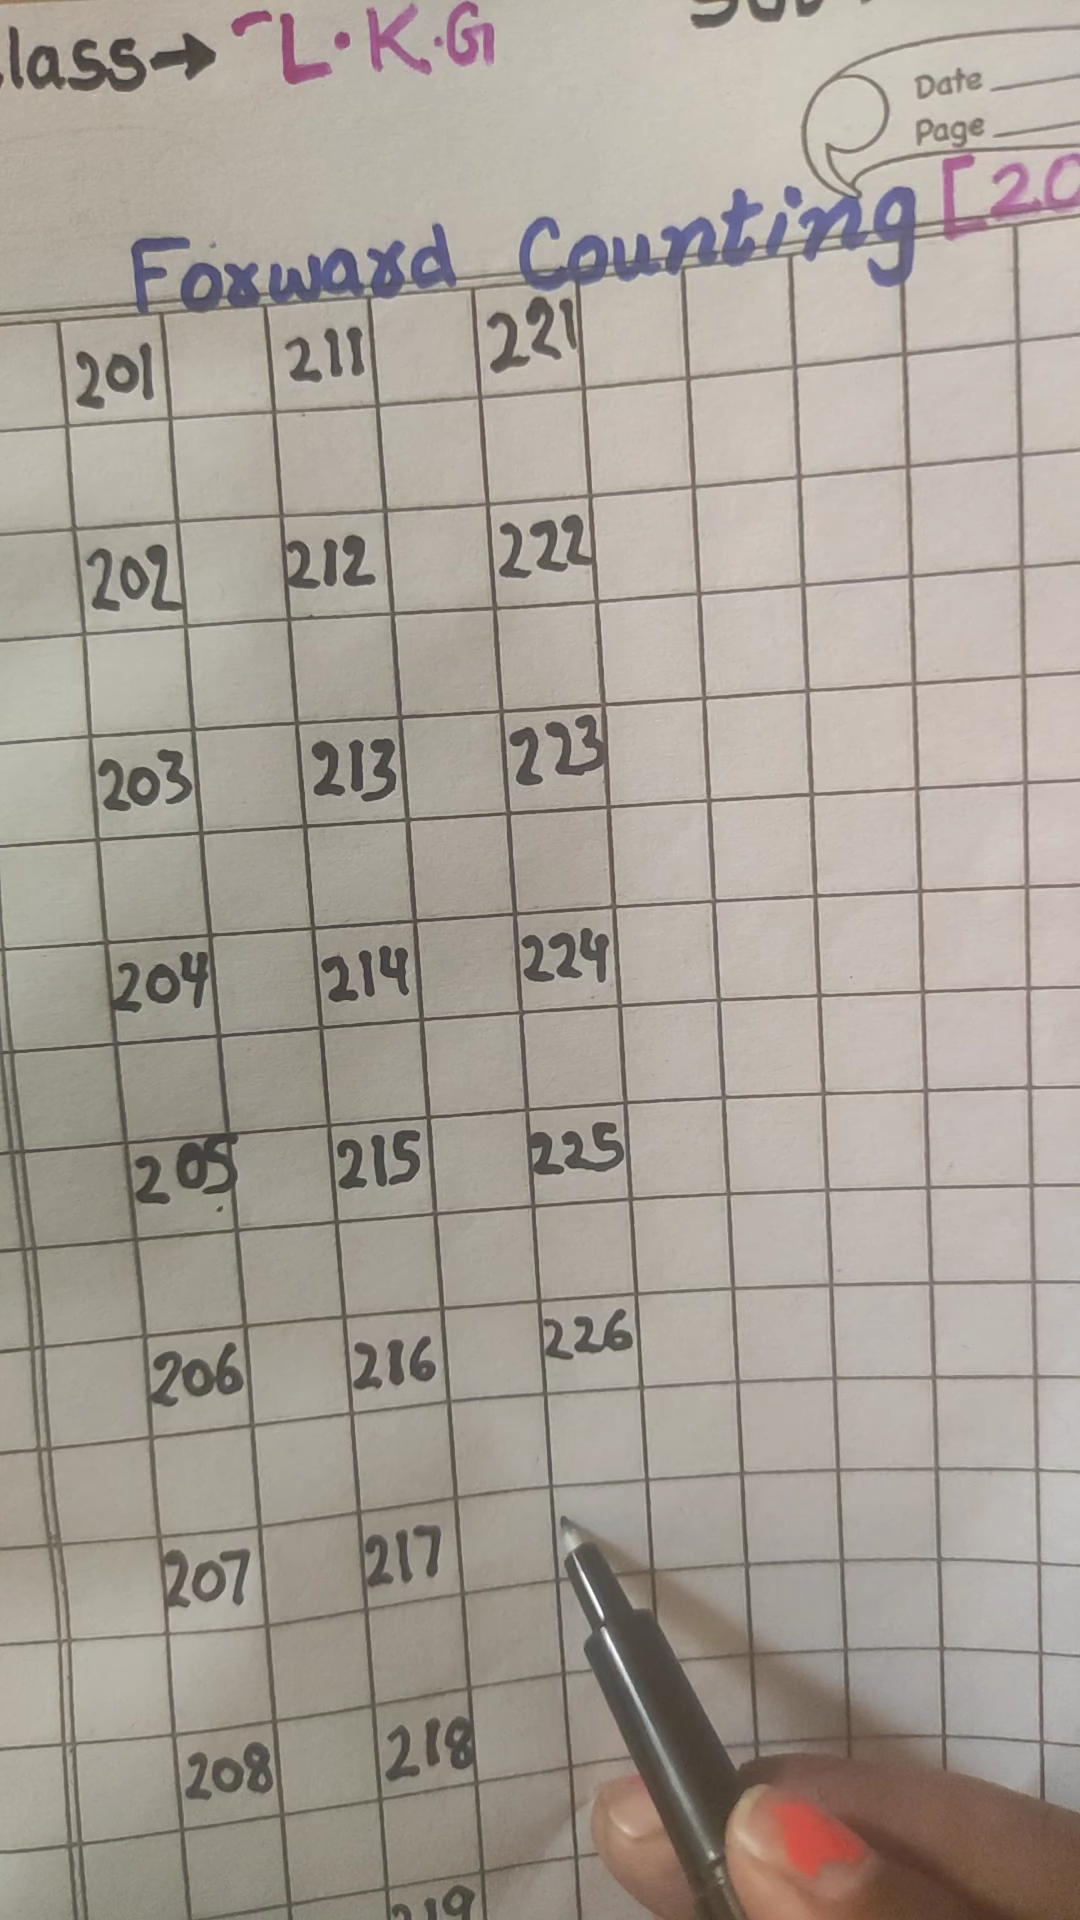 L.K.G
Date
Page
Forward Counting
201 211 221
202 212 222
203 213 223
204 214 224
205 215 225
206 216 226
207 217
208 218
219